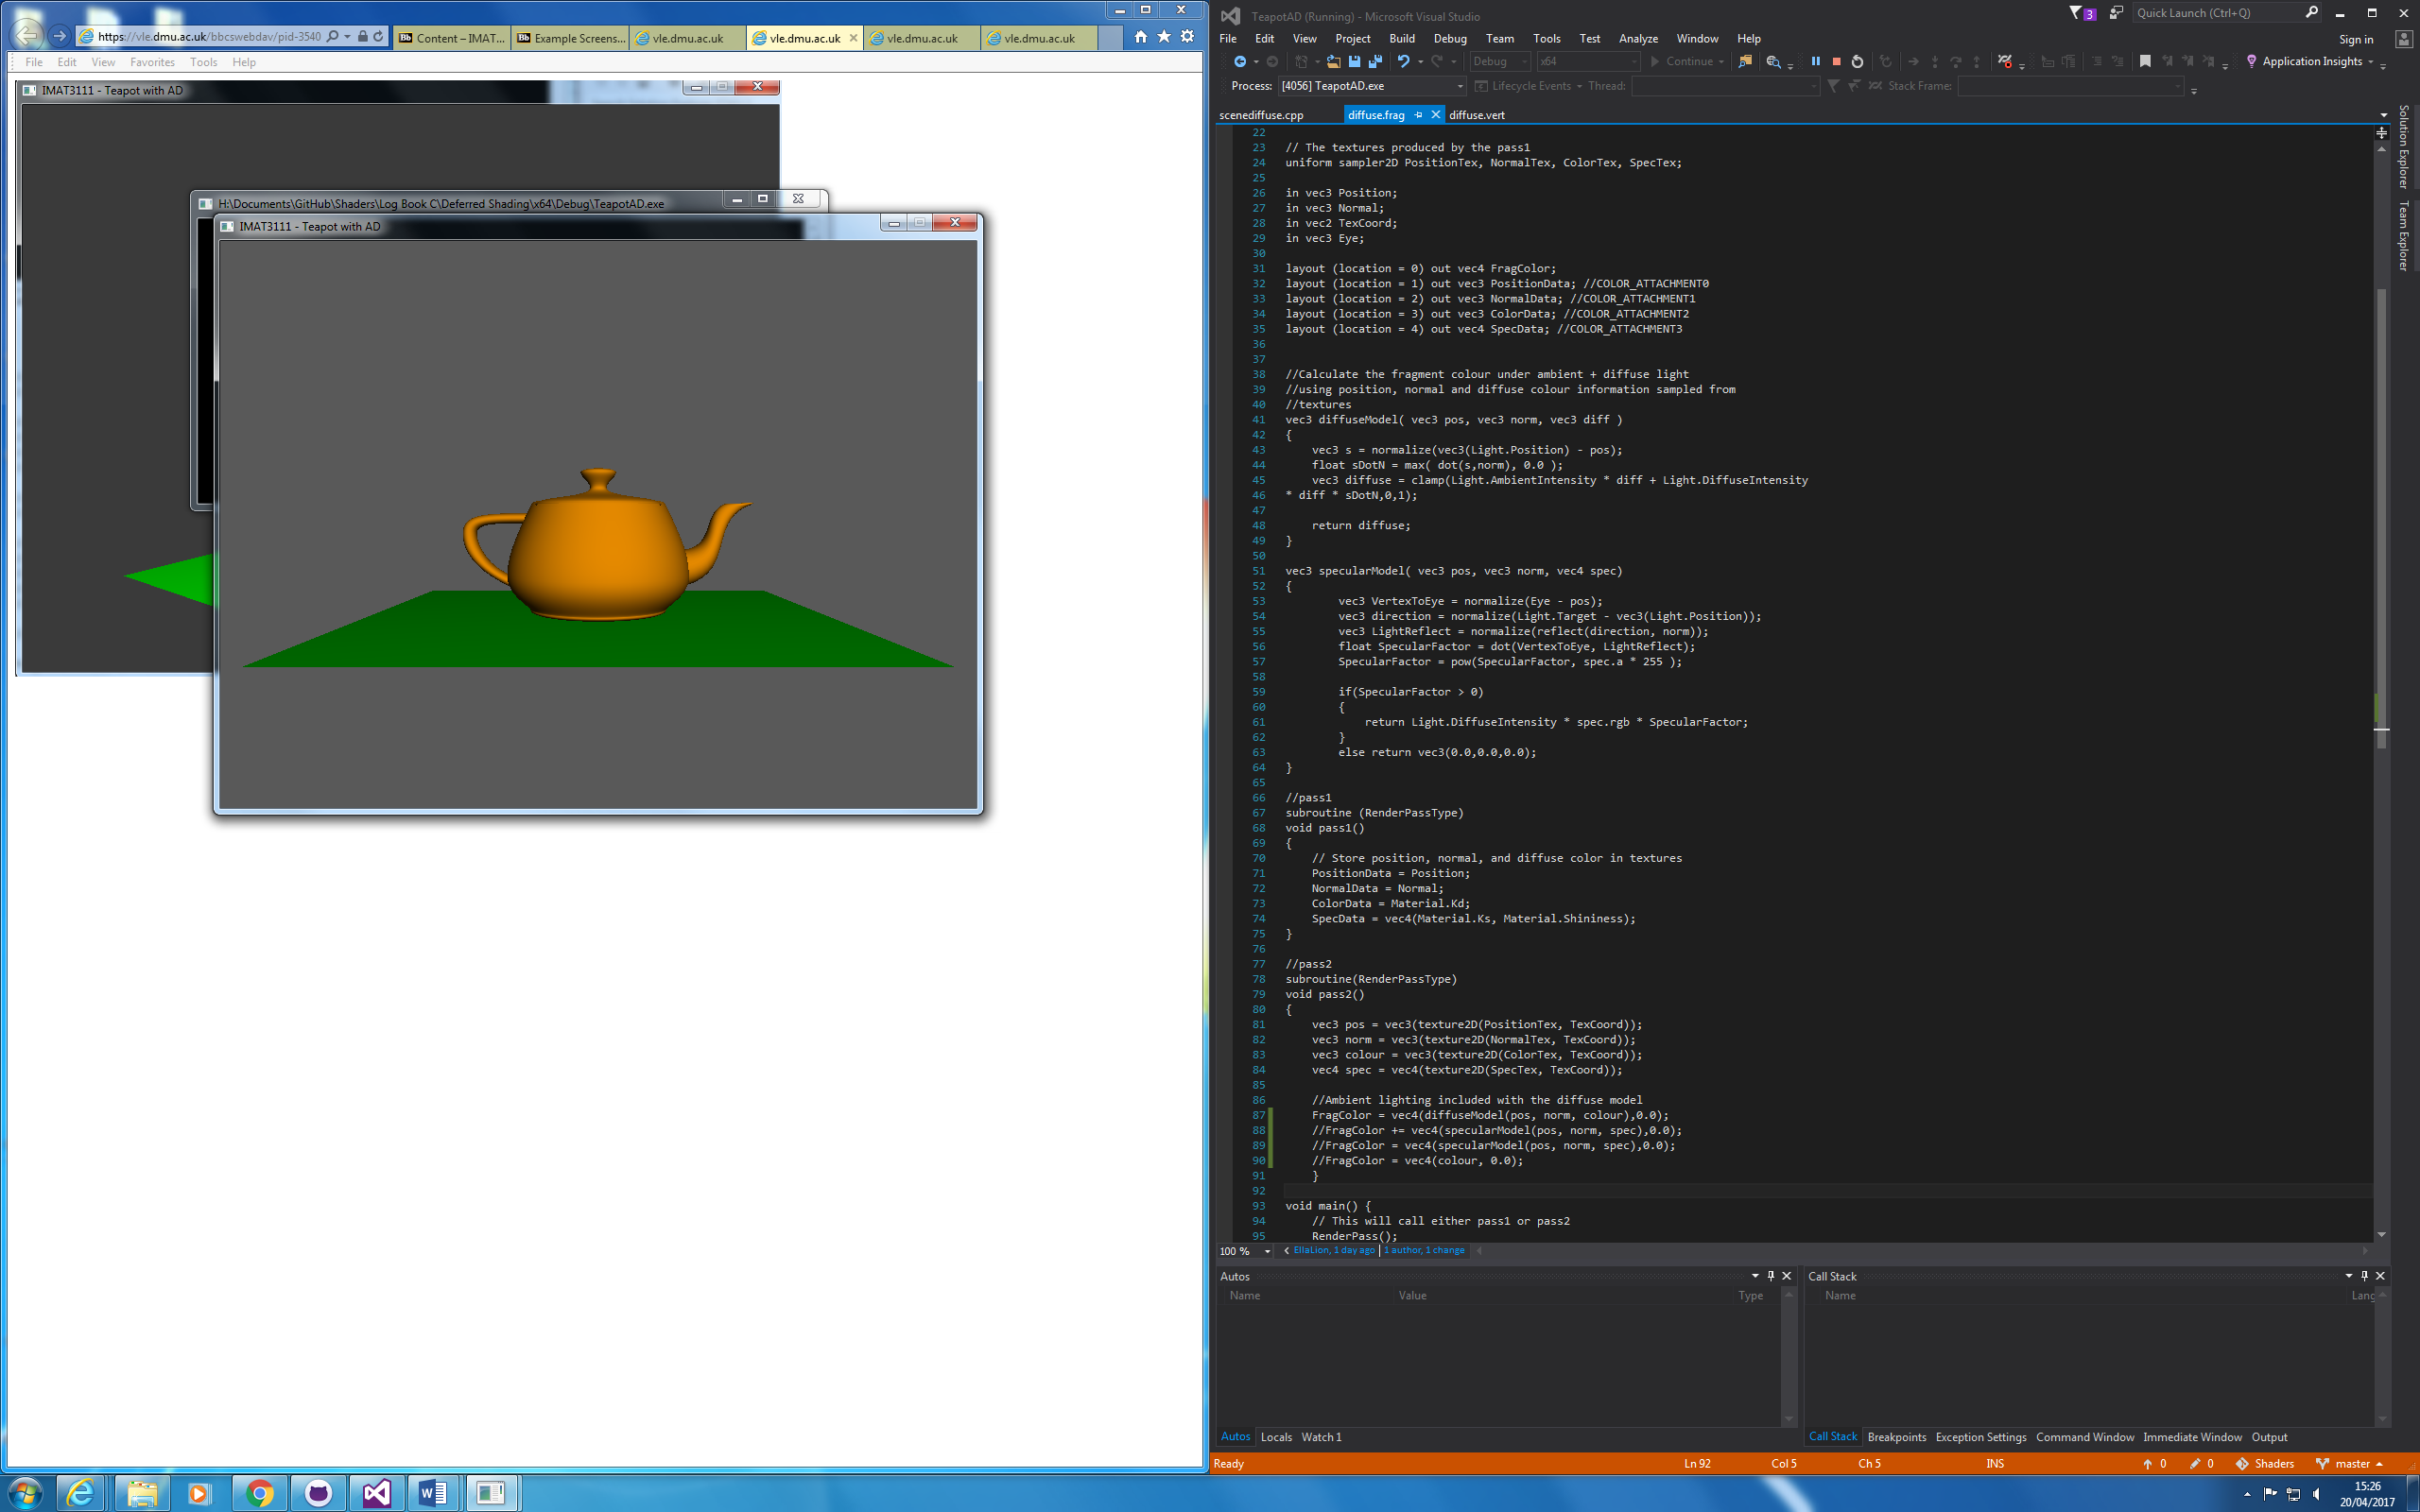 https://vle.dmu.ac.uk/bbcswebdav/pid-3540
Content – IMAT...
Example Screens...
vle.dmu.ac.uk
vle.dmu.ac.uk
vle.dmu.ac.uk
vle.dmu.ac.uk
File Edit View Favorites Tools Help
IMAT3111 - Teapot with AD
H:\Documents\GitHub\Shaders\Log Book C\Deferred Shading\x64\Debug\TeapotAD.exe
IMAT3111 - Teapot with AD
TeapotAD (Running) - Microsoft Visual Studio
3
Quick Launch (Ctrl+Q)
File Edit View Project Build Debug Team Tools Test Analyze Window Help
Sign in
Debug x64 Continue Application Insights
Process: [4056] TeapotAD.exe Lifecycle Events Thread: Stack Frame:
scenediffuse.cpp diffuse.frag diffuse.vert
Solution Explorer
Team Explorer
22
23 // The textures produced by the pass1
24 uniform sampler2D PositionTex, NormalTex, ColorTex, SpecTex;
25
26 in vec3 Position;
27 in vec3 Normal;
28 in vec2 TexCoord;
29 in vec3 Eye;
30
31 layout (location = 0) out vec4 FragColor;
32 layout (location = 1) out vec3 PositionData; //COLOR_ATTACHMENT0
33 layout (location = 2) out vec3 NormalData; //COLOR_ATTACHMENT1
34 layout (location = 3) out vec3 ColorData; //COLOR_ATTACHMENT2
35 layout (location = 4) out vec4 SpecData; //COLOR_ATTACHMENT3
36
37
38 //Calculate the fragment colour under ambient + diffuse light
39 //using position, normal and diffuse colour information sampled from
40 //textures
41 vec3 diffuseModel( vec3 pos, vec3 norm, vec3 diff )
42 {
43 vec3 s = normalize(vec3(Light.Position) - pos);
44 float sDotN = max( dot(s,norm), 0.0 );
45 vec3 diffuse = clamp(Light.AmbientIntensity * diff + Light.DiffuseIntensity
46 * diff * sDotN,0,1);
47
48 return diffuse;
49 }
50
51 vec3 specularModel( vec3 pos, vec3 norm, vec4 spec)
52 {
53 vec3 VertexToEye = normalize(Eye - pos);
54 vec3 direction = normalize(Light.Target - vec3(Light.Position));
55 vec3 LightReflect = normalize(reflect(direction, norm));
56 float SpecularFactor = dot(VertexToEye, LightReflect);
57 SpecularFactor = pow(SpecularFactor, spec.a * 255 );
58
59 if(SpecularFactor > 0)
60 {
61 return Light.DiffuseIntensity * spec.rgb * SpecularFactor;
62 }
63 else return vec3(0.0,0.0,0.0);
64 }
65
66 //pass1
67 subroutine (RenderPassType)
68 void pass1()
69 {
70 // Store position, normal, and diffuse color in textures
71 PositionData = Position;
72 NormalData = Normal;
73 ColorData = Material.Kd;
74 SpecData = vec4(Material.Ks, Material.Shininess);
75 }
76
77 //pass2
78 subroutine(RenderPassType)
79 void pass2()
80 {
81 vec3 pos = vec3(texture2D(PositionTex, TexCoord));
82 vec3 norm = vec3(texture2D(NormalTex, TexCoord));
83 vec3 colour = vec3(texture2D(ColorTex, TexCoord));
84 vec4 spec = vec4(texture2D(SpecTex, TexCoord));
85
86 //Ambient lighting included with the diffuse model
87 FragColor = vec4(diffuseModel(pos, norm, colour),0.0);
88 //FragColor += vec4(specularModel(pos, norm, spec),0.0);
89 //FragColor = vec4(specularModel(pos, norm, spec),0.0);
90 //FragColor = vec4(colour, 0.0);
91 }
92
93 void main() {
94 // This will call either pass1 or pass2
95 RenderPass();
100 % EllaLion, 1 day ago | 1 author, 1 change
Autos
Name Value Type
Call Stack
Name Lang
Autos Locals Watch 1
Call Stack Breakpoints Exception Settings Command Window Immediate Window Output
Ready Ln 92 Col 5 Ch 5 INS 0 0 Shaders master
15:26
20/04/2017